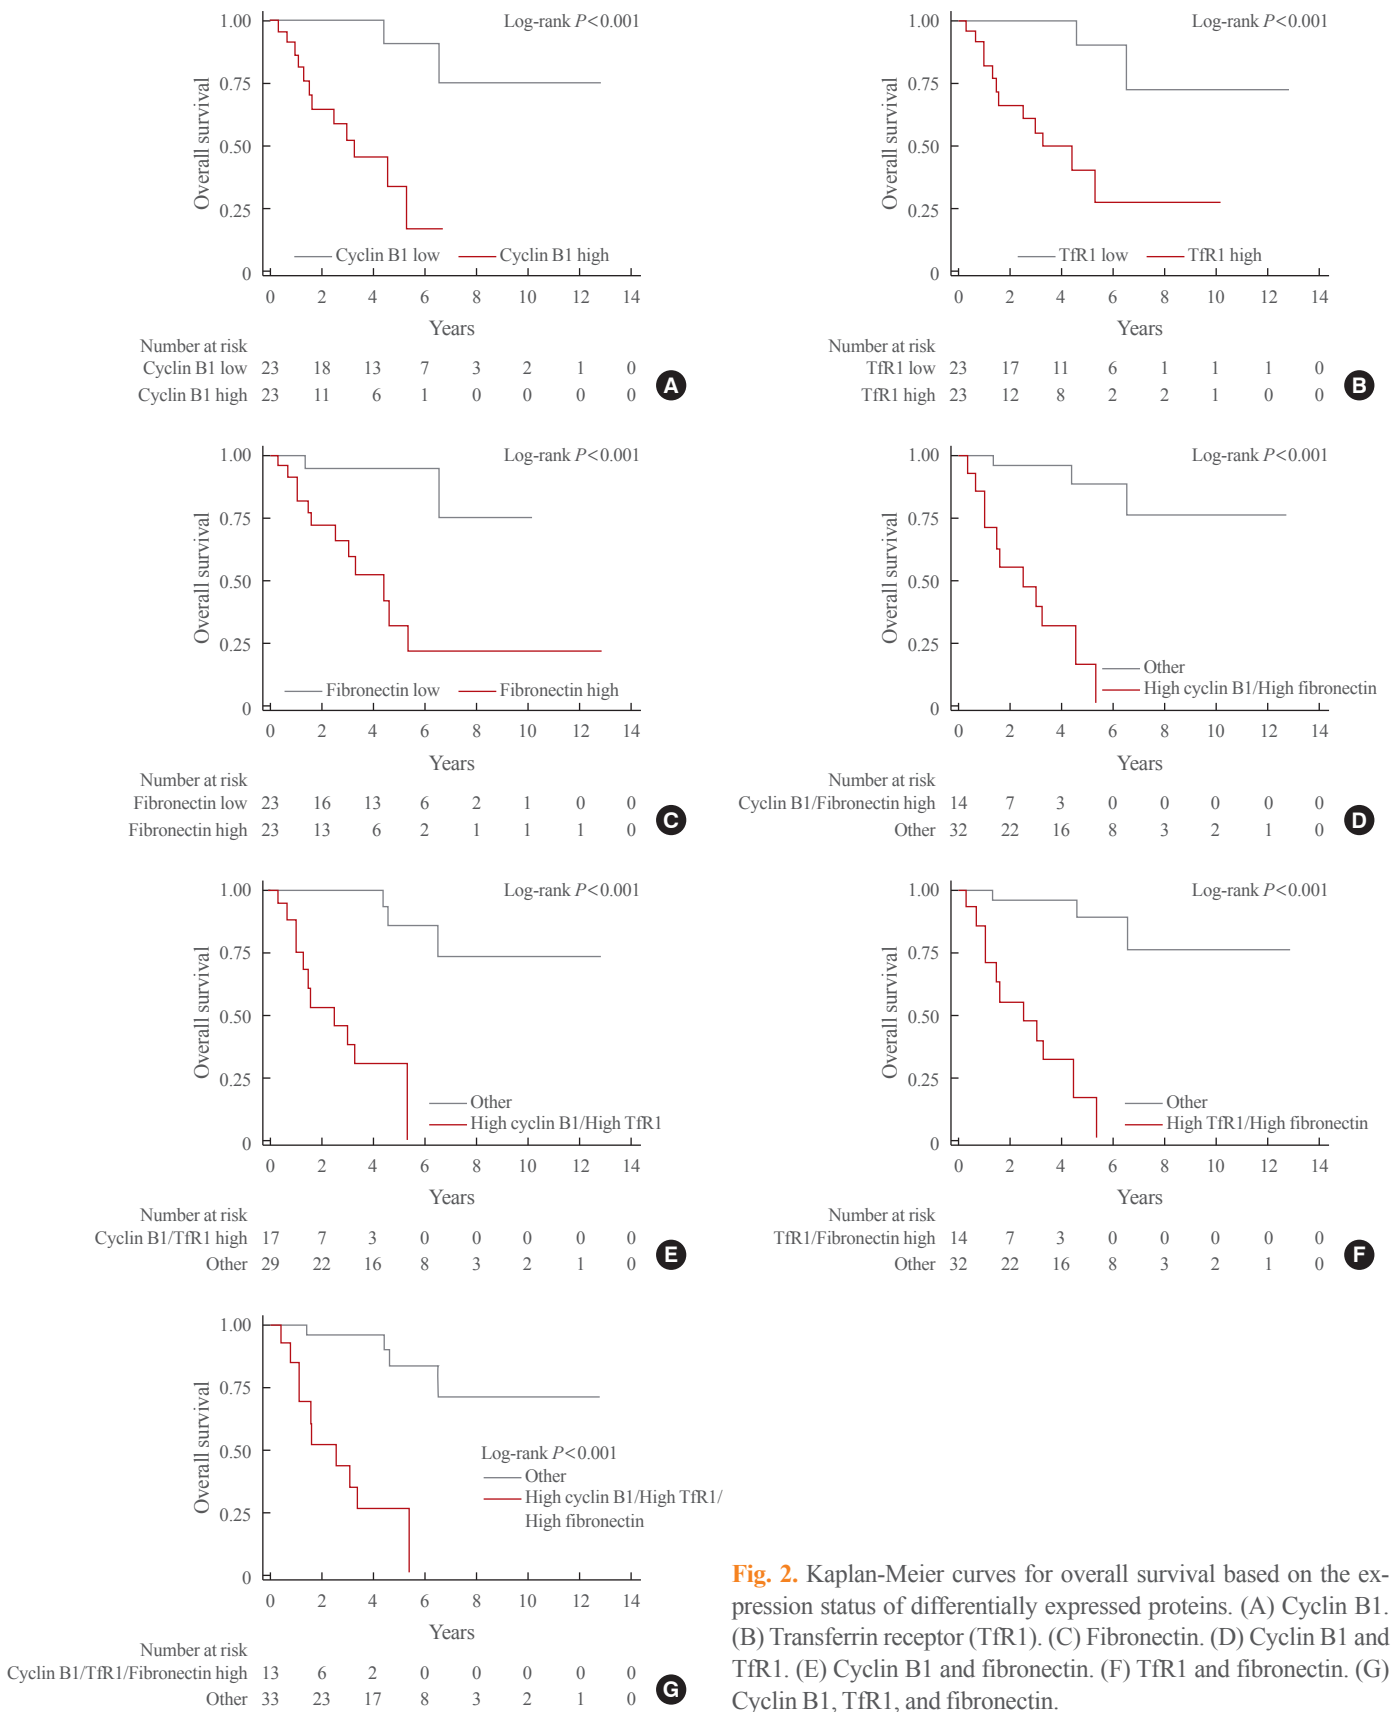 1.00
0.75
0.50
0.25
0
Overall survival
Log-rank P<0.001
Cyclin B1 low Cyclin B1 high
0 2 4 6 8 10 12 14
Years
Number at risk
Cyclin B1 low 23 18 13 7 3 2 1 0
Cyclin B1 high 23 11 6 1 0 0 0 0
A
1.00
0.75
0.50
0.25
0
Overall survival
Log-rank P<0.001
TfR1 low TfR1 high
0 2 4 6 8 10 12 14
Years
Number at risk
TfR1 low 23 17 11 6 1 1 1 0
TfR1 high 23 12 8 2 2 1 0 0
B
1.00
0.75
0.50
0.25
0
Overall survival
Log-rank P<0.001
Fibronectin low Fibronectin high
0 2 4 6 8 10 12 14
Years
Number at risk
Fibronectin low 23 16 13 6 2 1 0 0
Fibronectin high 23 13 6 2 1 1 1 0
C
1.00
0.75
0.50
0.25
0
Overall survival
Log-rank P<0.001
Other
High cyclin B1/High fibronectin
0 2 4 6 8 10 12 14
Years
Number at risk
Cyclin B1/Fibronectin high 14 7 3 0 0 0 0 0
Other 32 22 16 8 3 2 1 0
D
1.00
0.75
0.50
0.25
0
Overall survival
Log-rank P<0.001
Other
High cyclin B1/High TfR1
0 2 4 6 8 10 12 14
Years
Number at risk
Cyclin B1/TfR1 high 17 7 3 0 0 0 0 0
Other 29 22 16 8 3 2 1 0
E
1.00
0.75
0.50
0.25
0
Overall survival
Log-rank P<0.001
Other
High TfR1/High fibronectin
0 2 4 6 8 10 12 14
Years
Number at risk
TfR1/Fibronectin high 14 7 3 0 0 0 0 0
Other 32 22 16 8 3 2 1 0
F
1.00
0.75
0.50
0.25
0
Overall survival
Log-rank P<0.001
Other
High cyclin B1/High TfR1/
High fibronectin
0 2 4 6 8 10 12 14
Years
Number at risk
Cyclin B1/TfR1/Fibronectin high 13 6 2 0 0 0 0 0
Other 33 23 17 8 3 2 1 0
G
Fig. 2. Kaplan-Meier curves for overall survival based on the ex-
pression status of differentially expressed proteins. (A) Cyclin B1.
(B) Transferrin receptor (TfR1). (C) Fibronectin. (D) Cyclin B1 and
TfR1. (E) Cyclin B1 and fibronectin. (F) TfR1 and fibronectin. (G)
Cyclin B1, TfR1, and fibronectin.